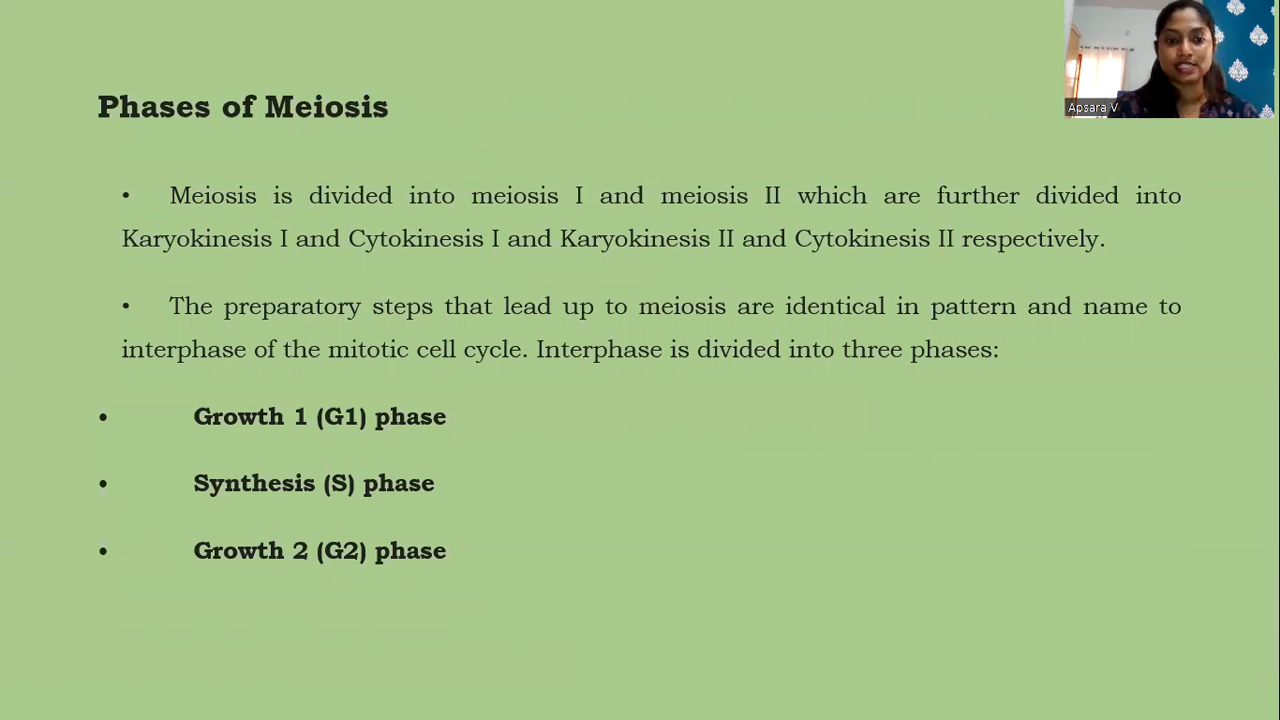 Apsara V
Phases of Meiosis
• Meiosis is divided into meiosis I and meiosis II which are further divided into
Karyokinesis I and Cytokinesis I and Karyokinesis II and Cytokinesis II respectively.
• The preparatory steps that lead up to meiosis are identical in pattern and name to
interphase of the mitotic cell cycle. Interphase is divided into three phases:
• Growth 1 (G1) phase
• Synthesis (S) phase
• Growth 2 (G2) phase